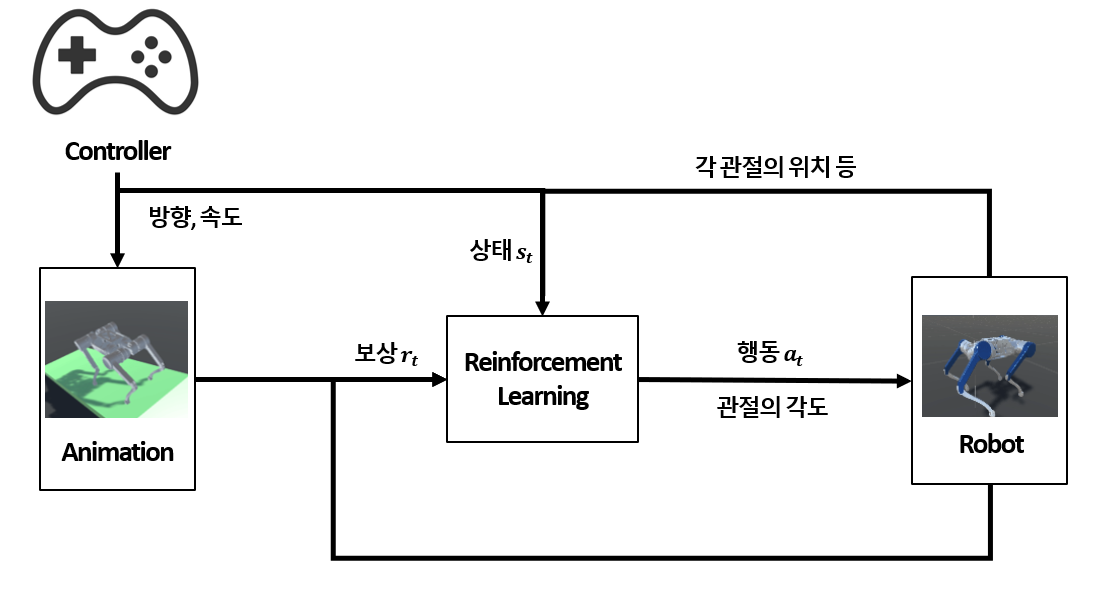 Controller
각 관절의 위치 등
방향, 속도
상태 s_t
보상 r_t
Reinforcement
Learning
행동 a_t
관절의 각도
Animation
Robot